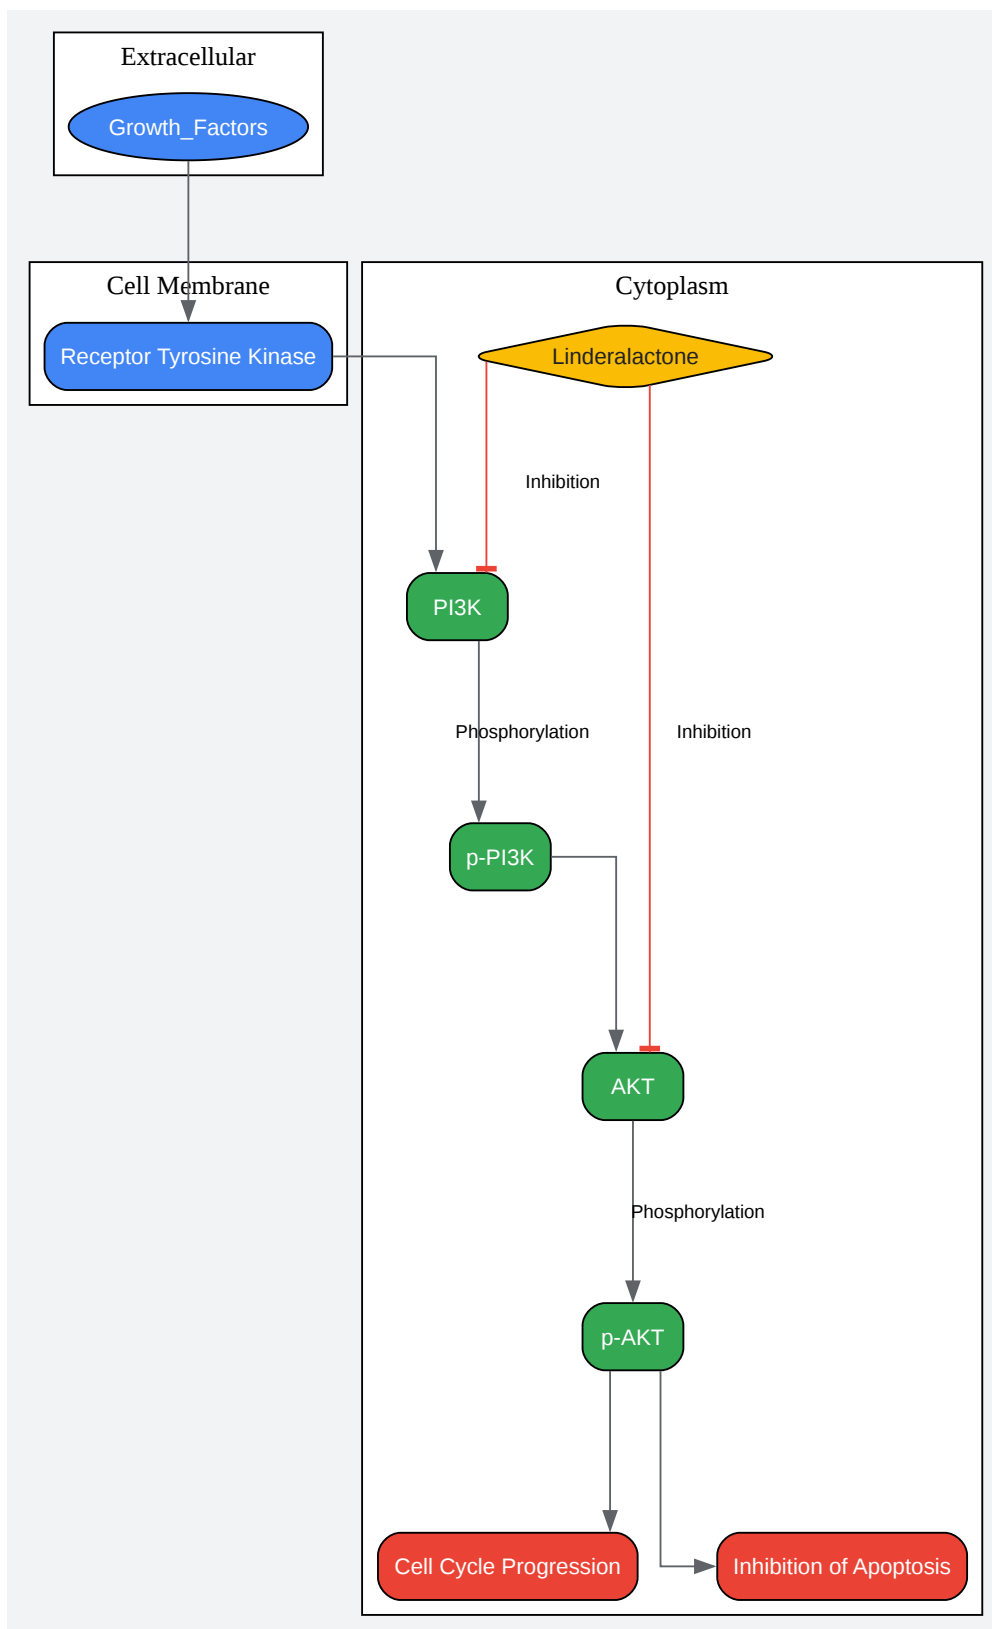 Extracellular
Growth_Factors
Cell Membrane
Receptor Tyrosine Kinase
Cytoplasm
Linderalactone
Inhibition
PI3K
Phosphorylation
Inhibition
p-PI3K
AKT
Phosphorylation
p-AKT
Cell Cycle Progression
Inhibition of Apoptosis